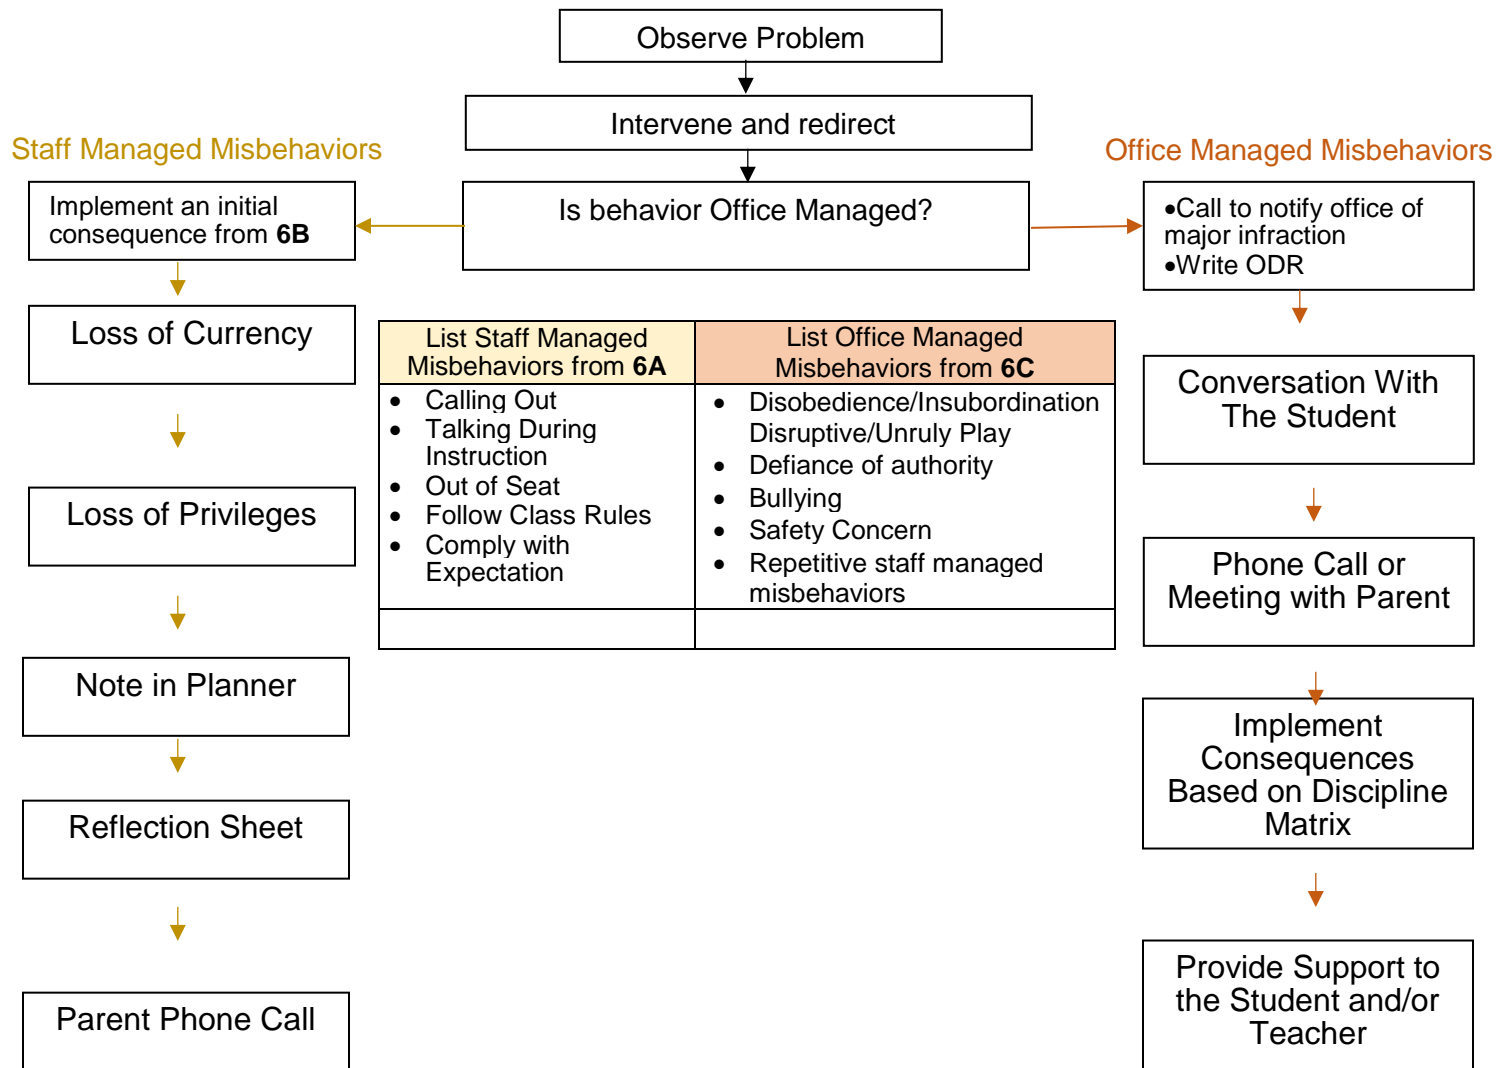 Observe Problem
Intervene and redirect
Staff Managed Misbehaviors
Office Managed Misbehaviors
Is behavior Office Managed?
Implement an initial
consequence from 6B
Loss of Currency
Loss of Privileges
Note in Planner
Reflection Sheet
Parent Phone Call
List Staff Managed
Misbehaviors from 6A
• Calling Out
• Talking During
Instruction
• Out of Seat
• Follow Class Rules
• Comply with
Expectation
List Office Managed
Misbehaviors from 6C
• Disobedience/Insubordination
Disruptive/Unruly Play
• Defiance of authority
• Bullying
• Safety Concern
• Repetitive staff managed
misbehaviors
•Call to notify office of
major infraction
•Write ODR
Conversation With
The Student
Phone Call or
Meeting with Parent
Implement
Consequences
Based on Discipline
Matrix
Provide Support to
the Student and/or
Teacher